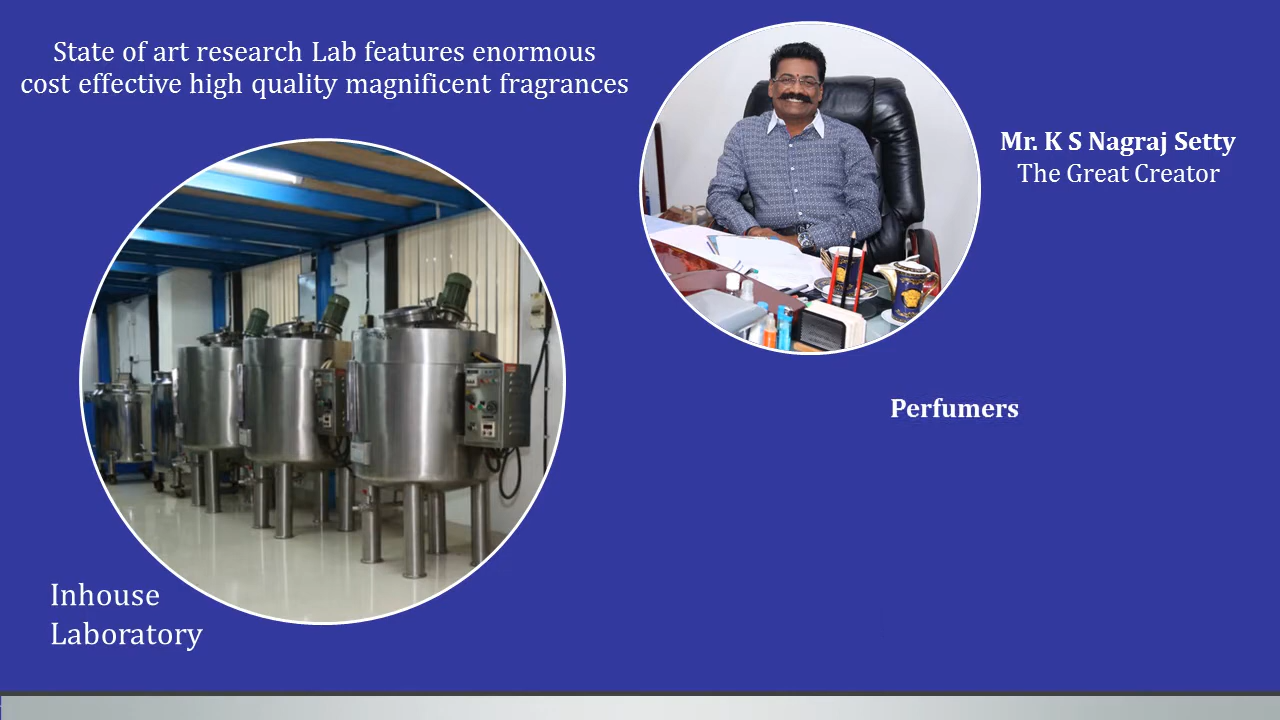 State of art research Lab features enormous
cost effective high quality magnificent fragrances
Mr. K S Nagraj Setty
The Great Creator
Perfumers
Inhouse
Laboratory